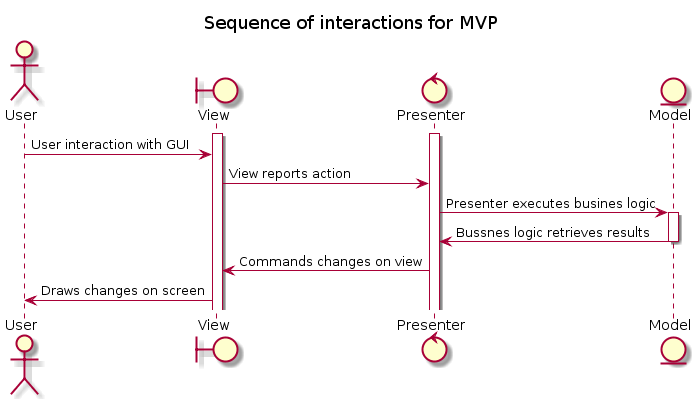 Sequence of interactions for MVP
User View Presenter Model
User interaction with GUI
View reports action
Presenter executes busines logic
Bussnes logic retrieves results
Commands changes on view
Draws changes on screen
User View Presenter Model